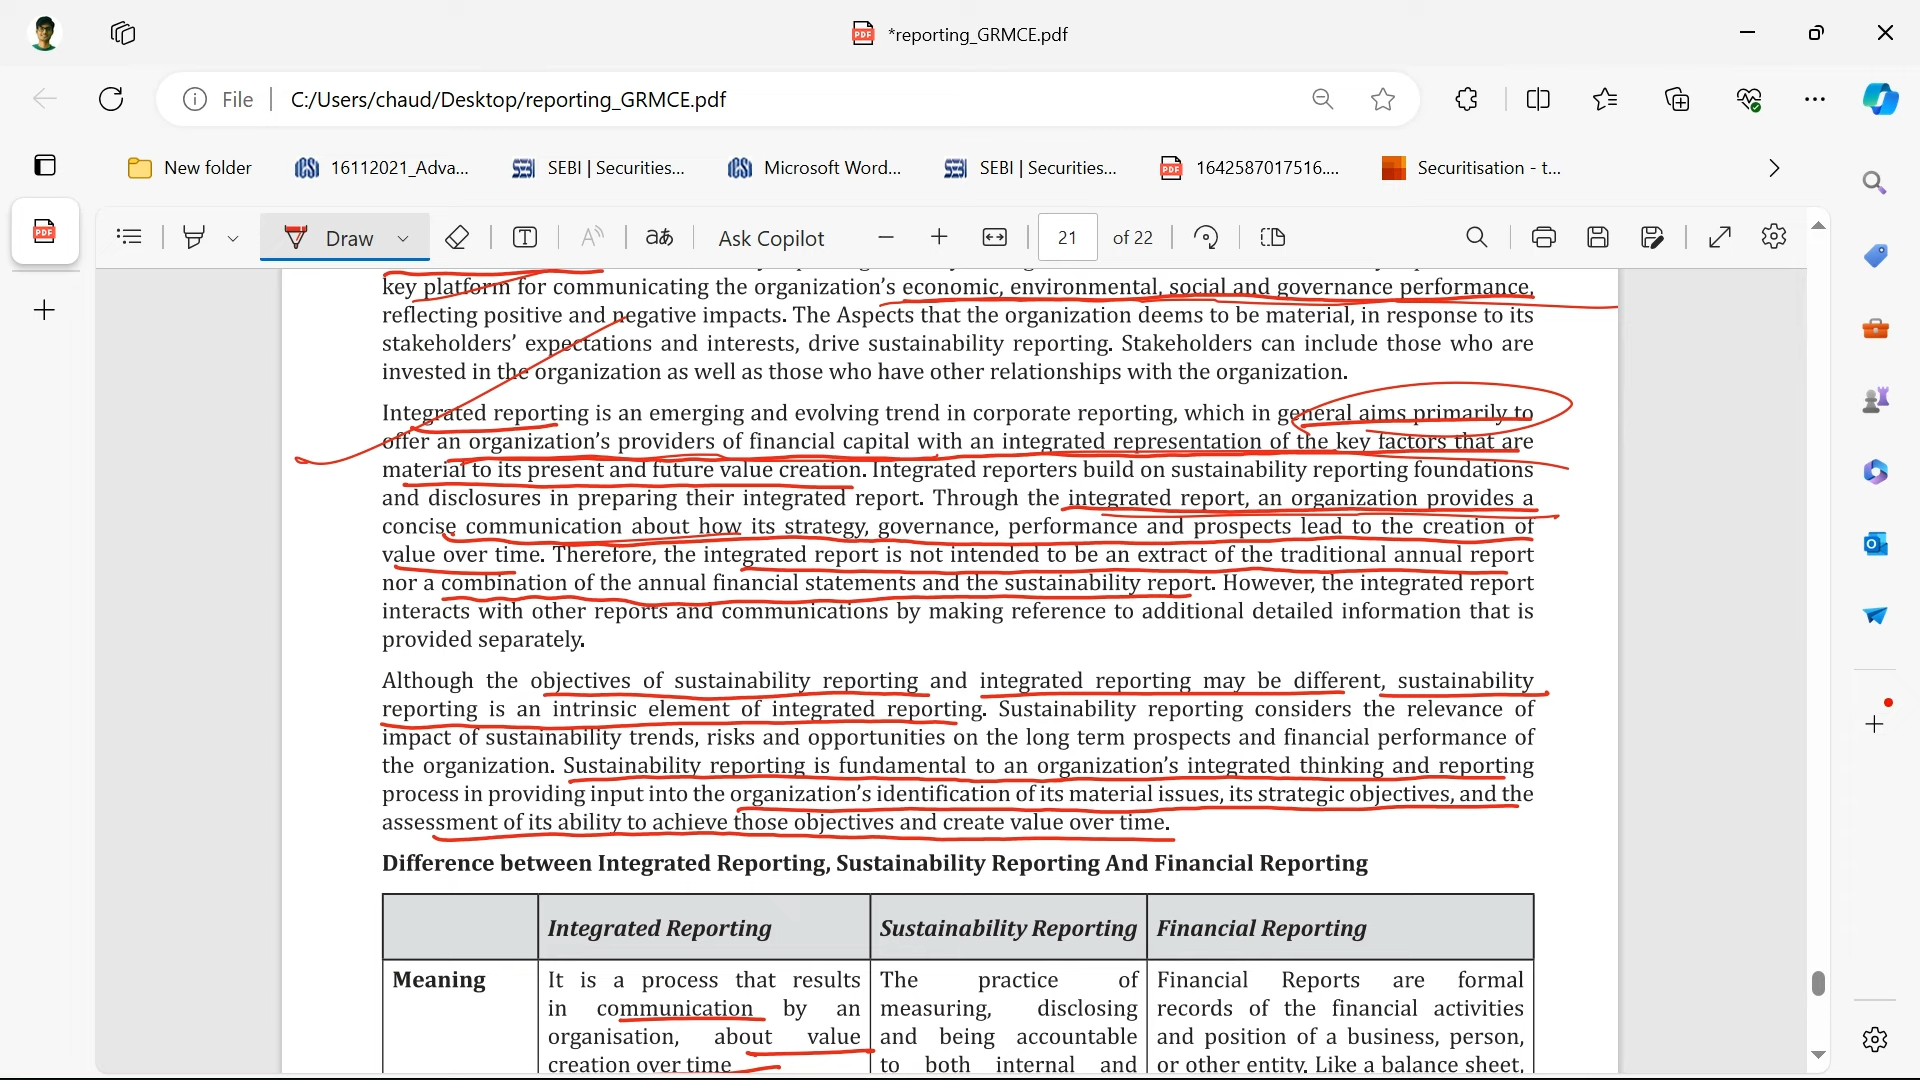 *reporting_GRMCE.pdf
File
C:/Users/chaud/Desktop/reporting_GRMCE.pdf
New folder
16112021_Adva...
SEBI | Securities...
Microsoft Word...
SEBI | Securities...
1642587017516....
Securitisation - t...
Draw
Ask Copilot
21
of 22
key platform for communicating the organization's economic, environmental, social and governance performance,
reflecting positive and negative impacts. The Aspects that the organization deems to be material, in response to its
stakeholders' expectations and interests, drive sustainability reporting. Stakeholders can include those who are
invested in the organization as well as those who have other relationships with the organization.
Integrated reporting is an emerging and evolving trend in corporate reporting, which in general aims primarily to
offer an organization's providers of financial capital with an integrated representation of the key factors that are
material to its present and future value creation. Integrated reporters build on sustainability reporting foundations
and disclosures in preparing their integrated report. Through the integrated report, an organization provides a
concise communication about how its strategy, governance, performance and prospects lead to the creation of
value over time. Therefore, the integrated report is not intended to be an extract of the traditional annual report
nor a combination of the annual financial statements and the sustainability report. However, the integrated report
interacts with other reports and communications by making reference to additional detailed information that is
provided separately.
Although the objectives of sustainability reporting and integrated reporting may be different, sustainability
reporting is an intrinsic element of integrated reporting. Sustainability reporting considers the relevance of
impact of sustainability trends, risks and opportunities on the long term prospects and financial performance of
the organization. Sustainability reporting is fundamental to an organization's integrated thinking and reporting
process in providing input into the organization's identification of its material issues, its strategic objectives, and the
assessment of its ability to achieve those objectives and create value over time.
Difference between Integrated Reporting, Sustainability Reporting And Financial Reporting
Integrated Reporting
Sustainability Reporting
Financial Reporting
Meaning
It is a process that results
in communication by an
organisation, about value
creation over time
The practice of
measuring, disclosing
and being accountable
to both internal and
Financial Reports are formal
records of the financial activities
and position of a business, person,
or other entity. Like a balance sheet,